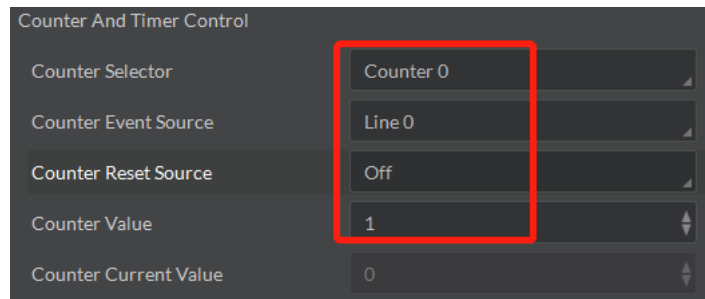 Counter And Timer Control
Counter Selector Counter 0
Counter Event Source Line 0
Counter Reset Source Off
Counter Value 1
Counter Current Value 0